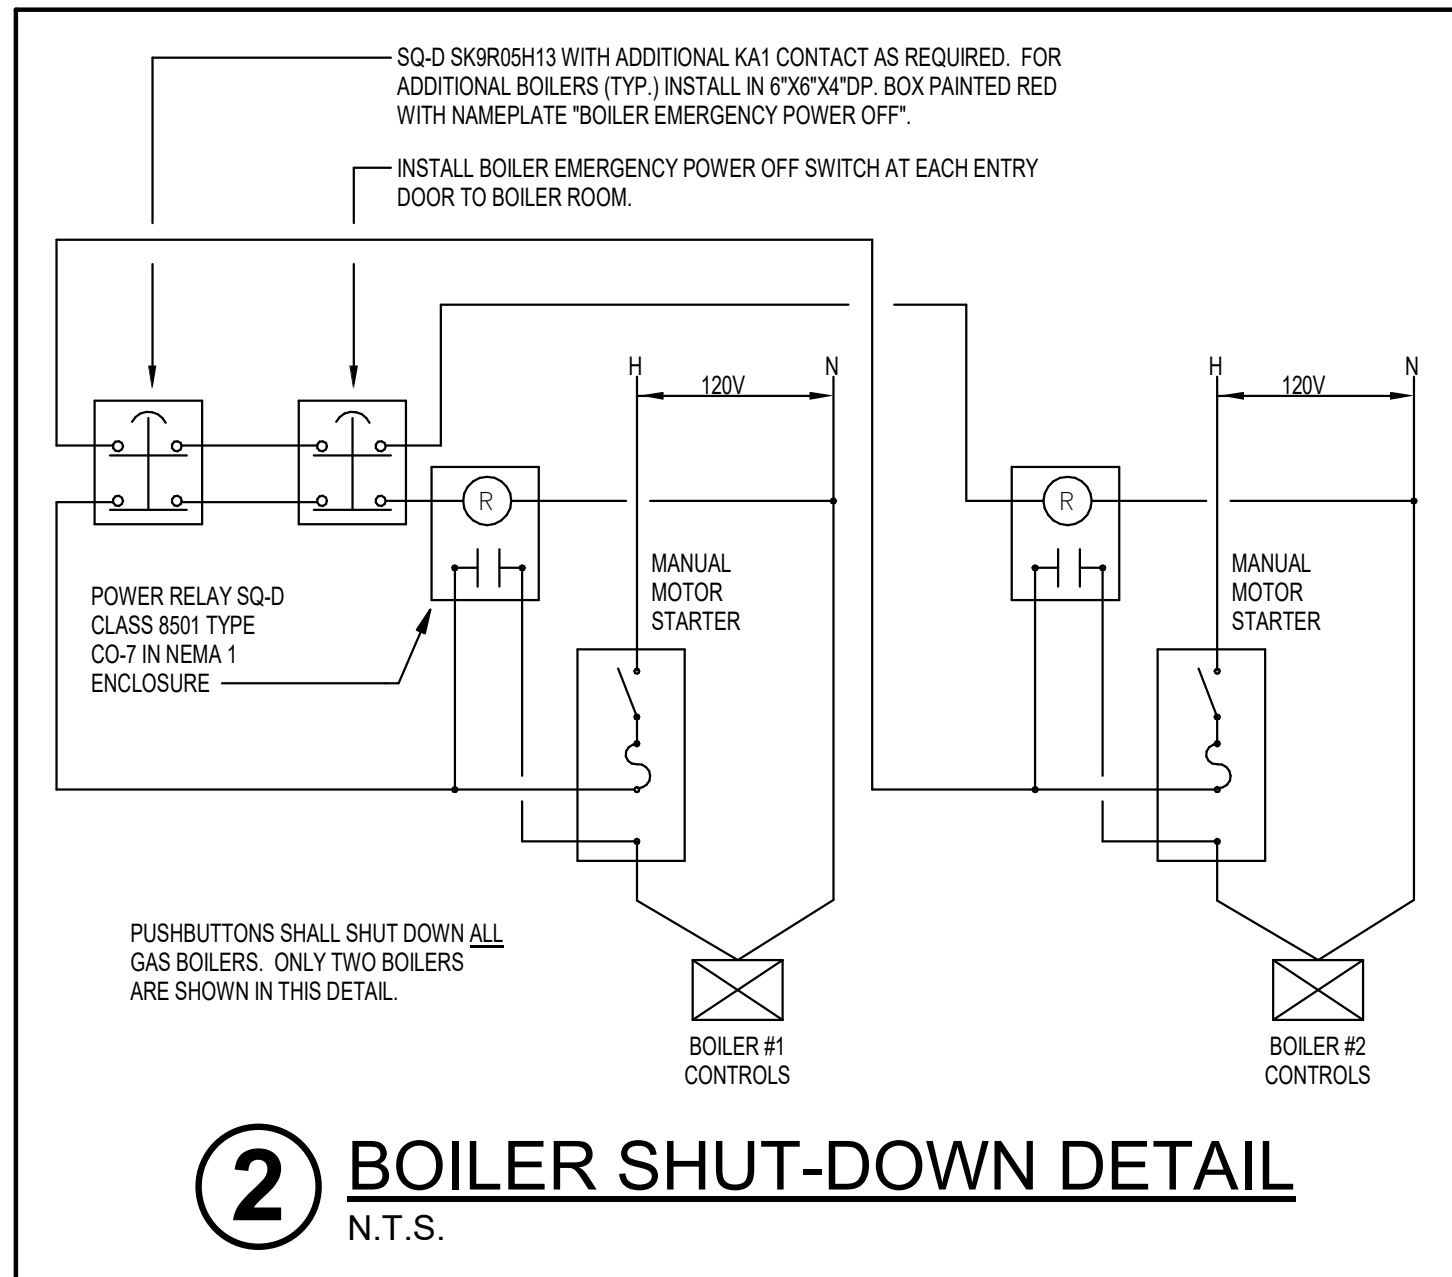 SQ-D SK9R05H13 WITH ADDITIONAL KA1 CONTACT AS REQUIRED.  FOR
ADDITIONAL BOILERS (TYP.) INSTALL IN 6"X6"X4"DP. BOX PAINTED RED
WITH NAMEPLATE "BOILER EMERGENCY POWER OFF".
INSTALL BOILER EMERGENCY POWER OFF SWITCH AT EACH ENTRY
DOOR TO BOILER ROOM.
H
N
120V
H
N
120V
R
R
MANUAL
MOTOR
STARTER
MANUAL
MOTOR
STARTER
POWER RELAY SQ-D
CLASS 8501 TYPE
CO-7 IN NEMA 1
ENCLOSURE
PUSHBUTTONS SHALL SHUT DOWN ALL
GAS BOILERS.  ONLY TWO BOILERS
ARE SHOWN IN THIS DETAIL.
BOILER #1
CONTROLS
BOILER #2
CONTROLS
2
BOILER SHUT-DOWN DETAIL
N.T.S.